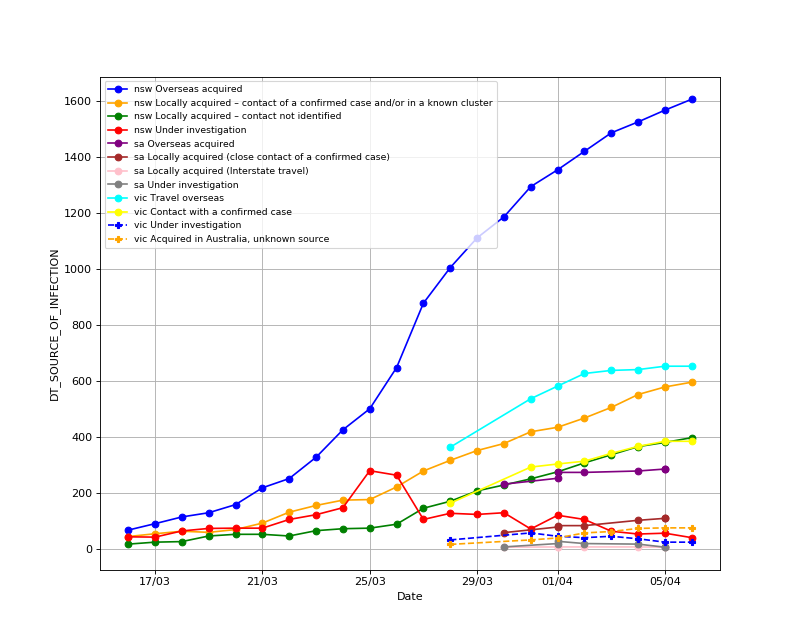 nsw Overseas acquired
nsw Locally acquired – contact of a confirmed case and/or in a known cluster
nsw Locally acquired – contact not identified
nsw Under investigation
sa Overseas acquired
sa Locally acquired (close contact of a confirmed case)
sa Locally acquired (Interstate travel)
sa Under investigation
vic Travel overseas
vic Contact with a confirmed case
vic Under investigation
vic Acquired in Australia, unknown source
DT_SOURCE_OF_INFECTION
1600
1400
1200
1000
800
600
400
200
0
17/03 21/03 25/03 29/03 01/04 05/04
Date